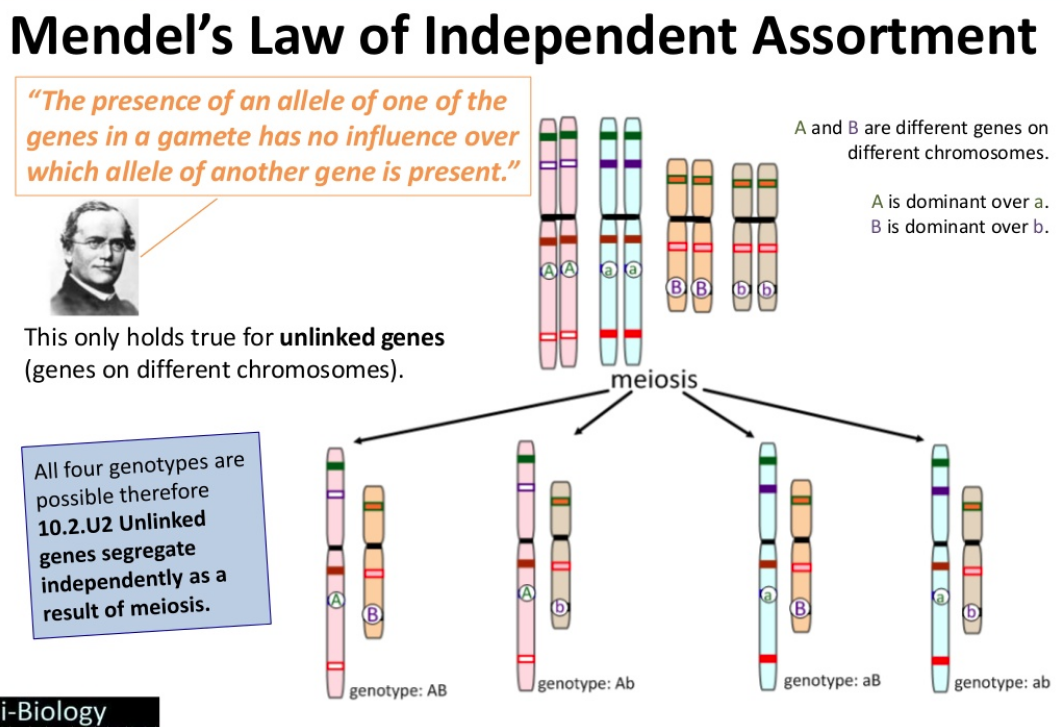 Mendel's Law of Independent Assortment
"The presence of an allele of one of the
genes in a gamete has no influence over
which allele of another gene is present."
A and B are different genes on
different chromosomes.
A is dominant over a.
B is dominant over b.
A A a a B B b b
This only holds true for unlinked genes
(genes on different chromosomes).
meiosis
All four genotypes are
possible therefore
10.2.U2 Unlinked
genes segregate
independently as a
result of meiosis.
A B
genotype: AB
A b
genotype: Ab
a B
genotype: aB
a b
genotype: ab
i-Biology